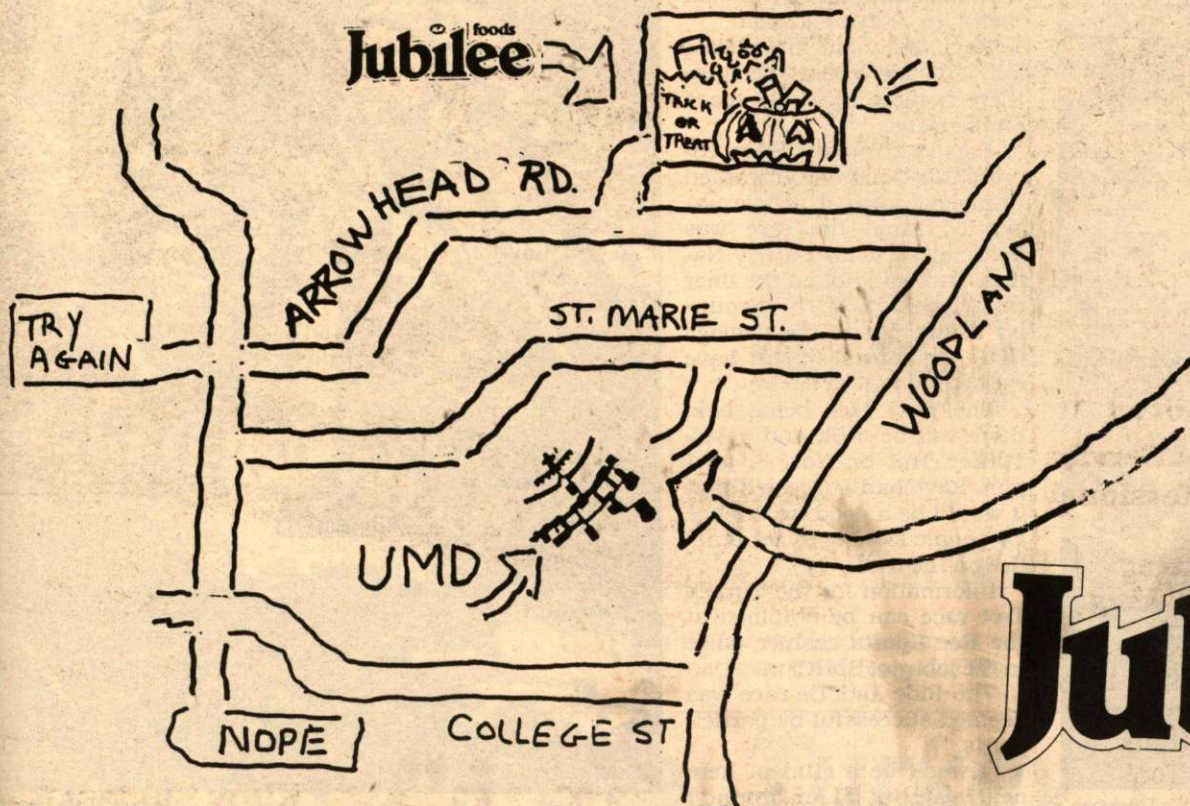 Jubilee foods
TRICK
OR
TREAT
ARROWHEAD RD.
TRY
AGAIN
ST. MARIE ST.
WOODLAND
UMD
NOPE
COLLEGE ST
Ju